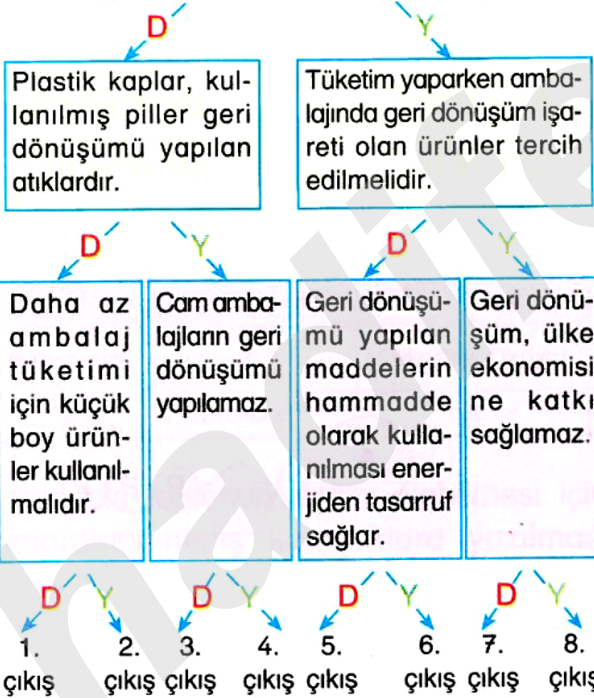 D Y
Plastik kaplar, kul-
lanılmış piller geri
dönüşümü yapılan
atıklardır.
Tüketim yaparken amba-
lajında geri dönüşüm işa-
reti olan ürünler tercih
edilmelidir.
D Y D Y
Daha az
ambalaj
tüketimi
için küçük
boy ürün-
ler kullanıl-
malıdır.
Cam amba-
lajların geri
dönüşümü
yapılamaz.
Geri dönüşü-
mü yapılan
maddelerin
hammadde
olarak kulla-
nılması ener-
jiden tasarruf
sağlar.
Geri dönü-
şüm, ülke
ekonomisi
ne katkı
sağlamaz.
D Y D Y D Y D Y
1. 2. 3. 4. 5. 6. 7. 8.
çıkış çıkış çıkış çıkış çıkış çıkış çıkış çıkış
hadife